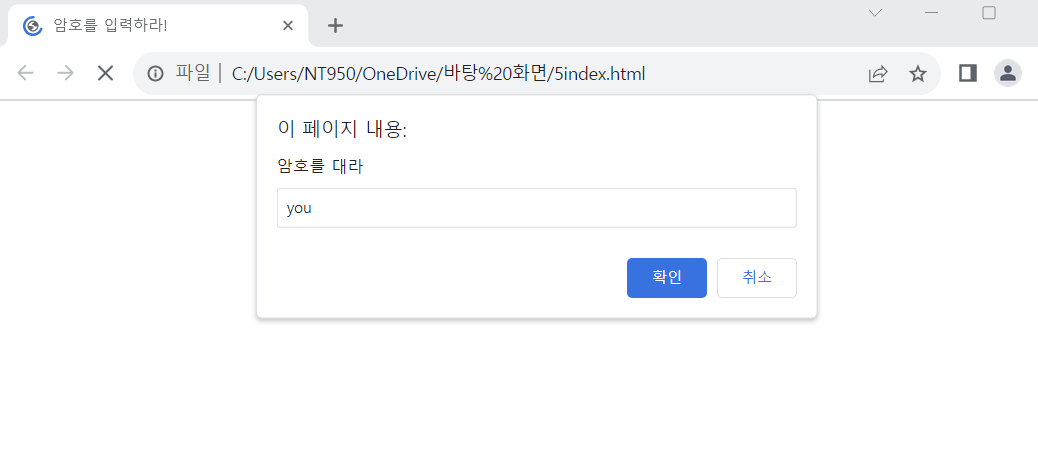 암호를 입력하라!
파일 | C:/Users/NT950/OneDrive/바탕%20화면/5index.html
이 페이지 내용:
암호를 대라
you
확인 취소